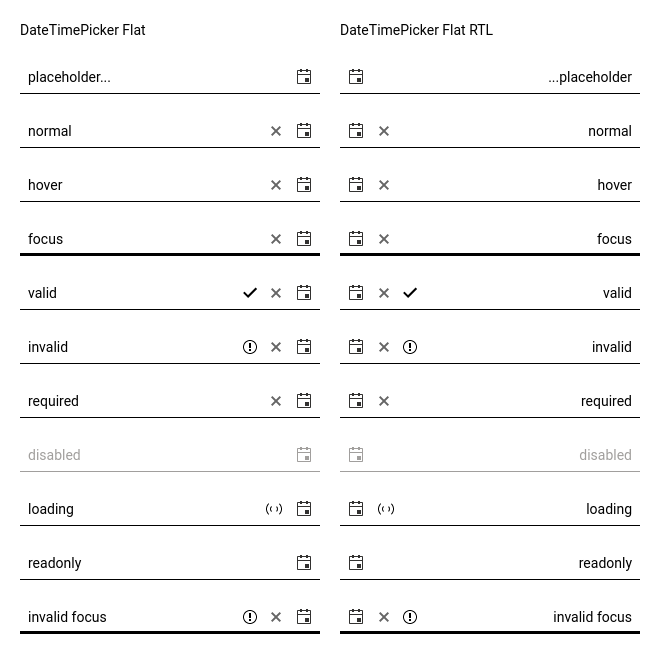 DateTimePicker Flat
placeholder...
normal
hover
focus
valid
invalid
required
disabled
loading
readonly
invalid focus
DateTimePicker Flat RTL
...placeholder
normal
hover
focus
valid
invalid
required
disabled
loading
readonly
invalid focus